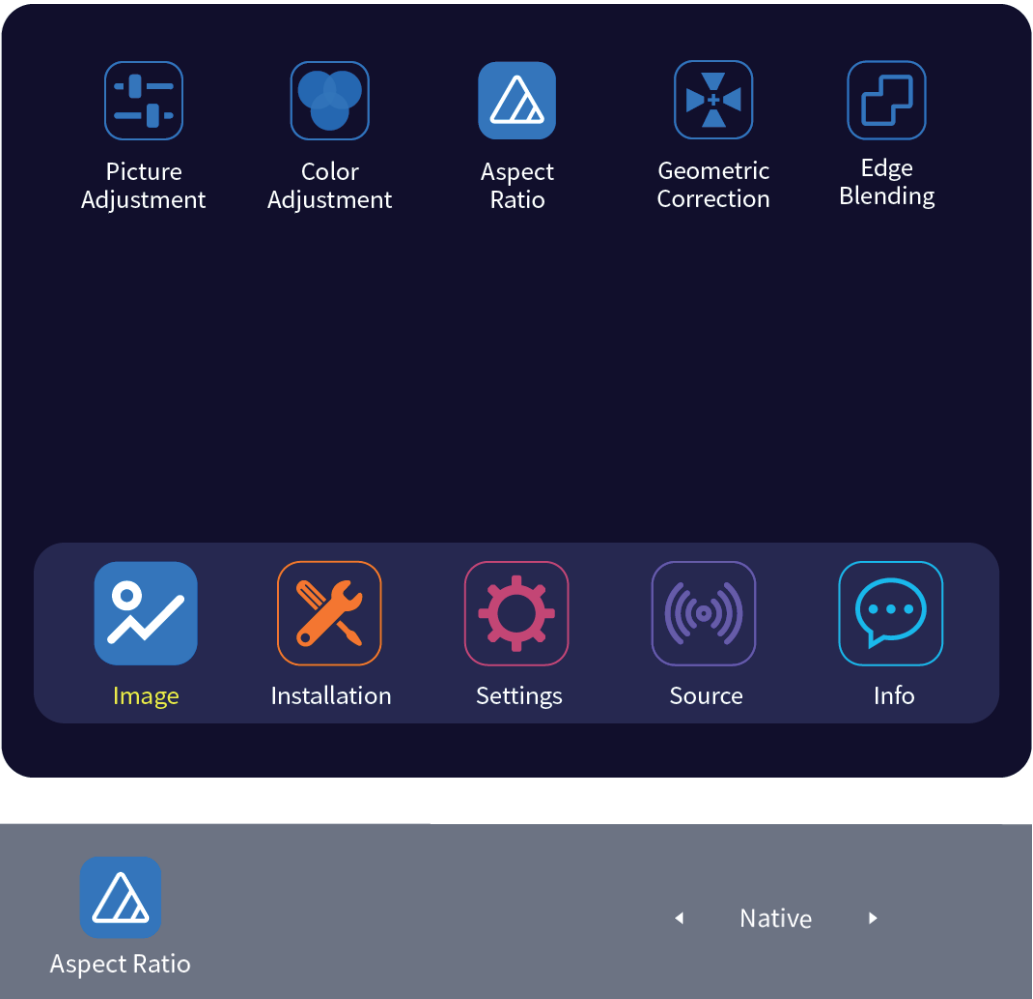 Picture
Adjustment
Color
Adjustment
Aspect
Ratio
Geometric
Correction
Edge
Blending
Image
Installation
Settings
Source
Info
Aspect Ratio
Native